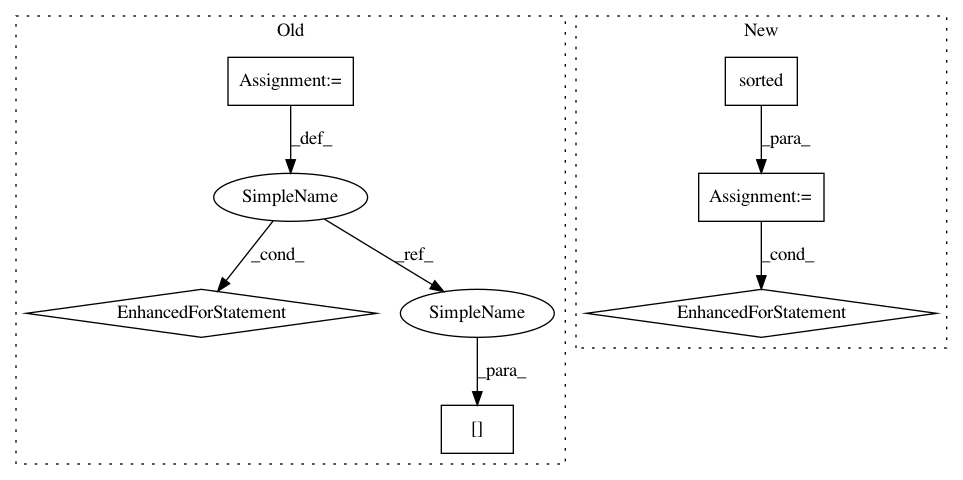 Old
New
Assignment:=
sorted
_def_
_para_
SimpleName
Assignment:=
_cond_
_ref_
_cond_
EnhancedForStatement
SimpleName
EnhancedForStatement
_para_
[]